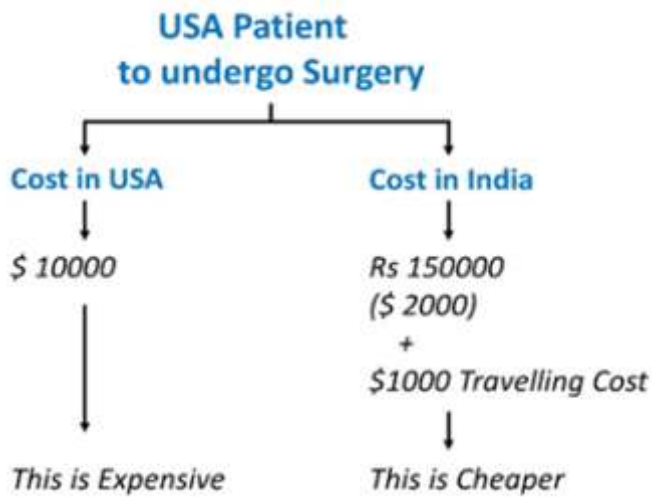 USA Patient
to undergo Surgery
Cost in USA
$ 10000
This is Expensive
Cost in India
Rs 150000
($ 2000)
+
$1000 Travelling Cost
This is Cheaper